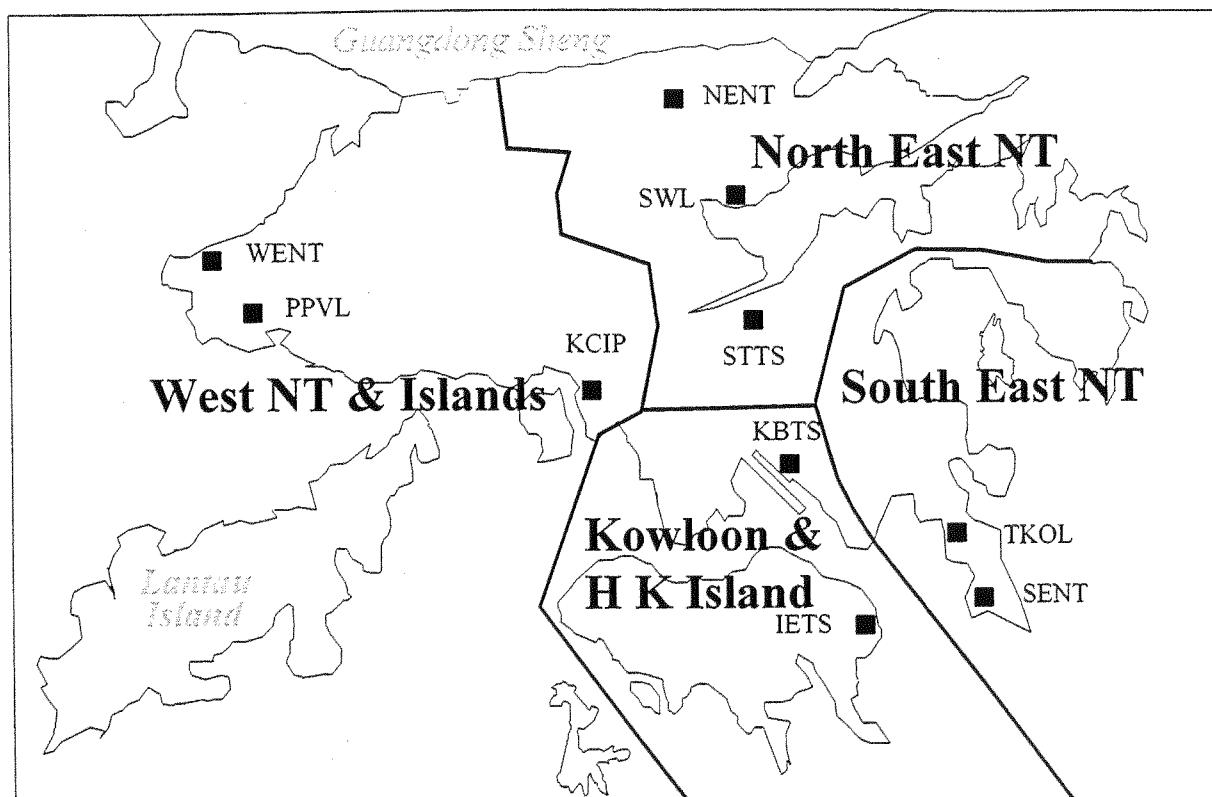 Guangdong Sheng
NENT
North East NT
SWL
WENT
PPVL
KCIP
STTS
West NT & Islands
South East NT
KBTS
Kowloon &
H K Island
TKOL
SENT
IETS
Lantau
Island